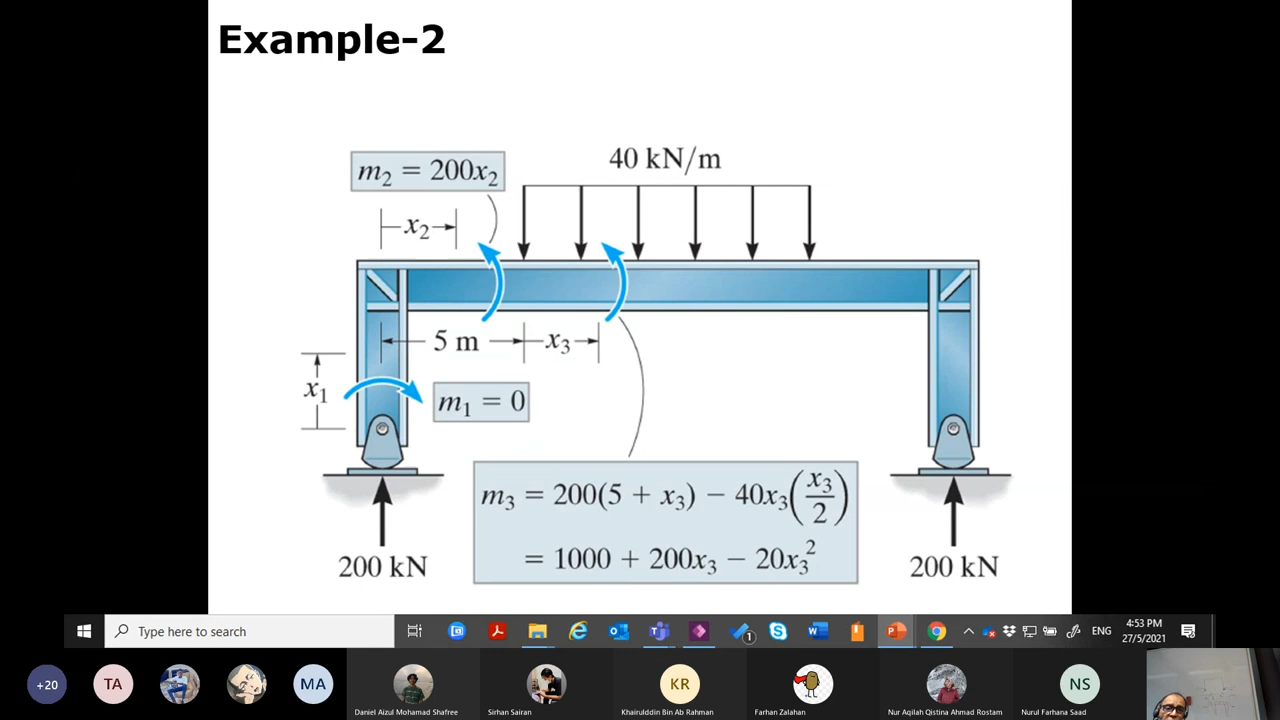 Example-2
m₂ = 200x₂
40 kN/m
x₂
5 m
x₃
x₁
m₁ = 0
m₃ = 200(5 + x₃) − 40x₃(x₃/2)
= 1000 + 200x₃ − 20x₃²
200 kN
200 kN
Type here to search
1
ENG
4:53 PM
27/5/2021
+20
TA
MA
KR
NS
Daniel Aizul Mohamad Shafree
Sirhan Sairan
Khairulddin Bin Ab Rahman
Farhan Zalahan
Nur Aqilah Qistina Ahmad Rostam
Nurul Farhana Saad